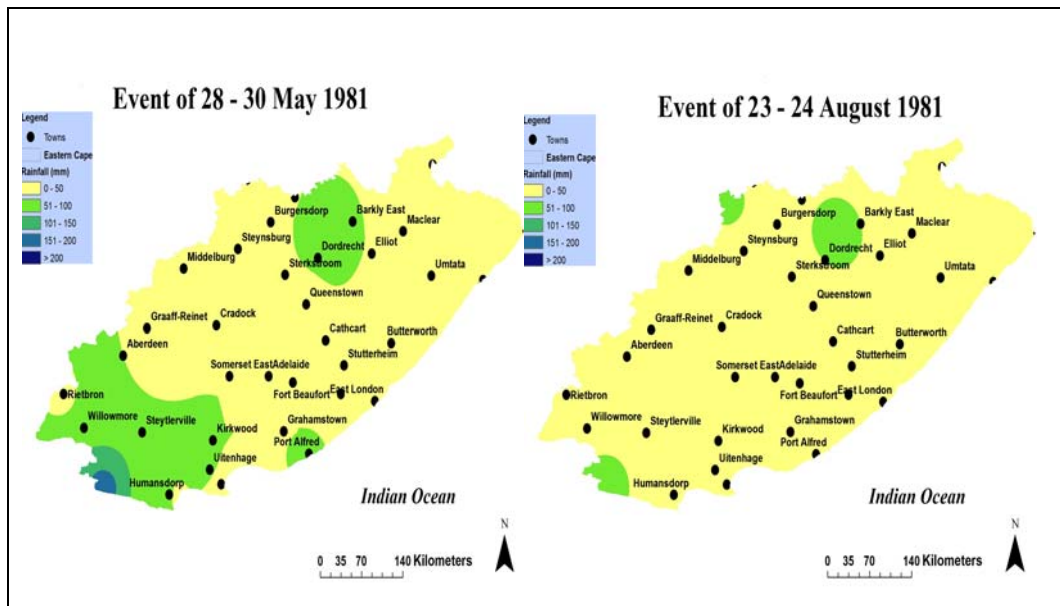 Event of 28 - 30 May 1981
Legend
Towns
Eastern Cape
Rainfall (mm)
0 - 50
51 - 100
101 - 150
151 - 200
> 200
Burgersdorp
Barkly East
Maclear
Steynsburg
Dordrecht
Elliot
Middelburg
Sterkstroom
Umtata
Queenstown
Graaff-Reinet
Cradock
Cathcart
Butterworth
Aberdeen
Stutterheim
Somerset East
Adelaide
Rietbron
Fort Beaufort
East London
Willowmore
Steytlerville
Grahamstown
Kirkwood
Port Alfred
Uitenhage
Humansdorp
Indian Ocean
N
0 35 70 140 Kilometers
Event of 23 - 24 August 1981
Legend
Towns
Eastern Cape
Rainfall (mm)
0 - 50
51 - 100
101 - 150
151 - 200
> 200
Burgersdorp
Barkly East
Maclear
Steynsburg
Dordrecht
Elliot
Middelburg
Sterkstroom
Umtata
Queenstown
Graaff-Reinet
Cradock
Cathcart
Butterworth
Aberdeen
Stutterheim
Somerset East
Adelaide
Rietbron
Fort Beaufort
East London
Willowmore
Steytlerville
Grahamstown
Kirkwood
Port Alfred
Uitenhage
Humansdorp
Indian Ocean
N
0 35 70 140 Kilometers